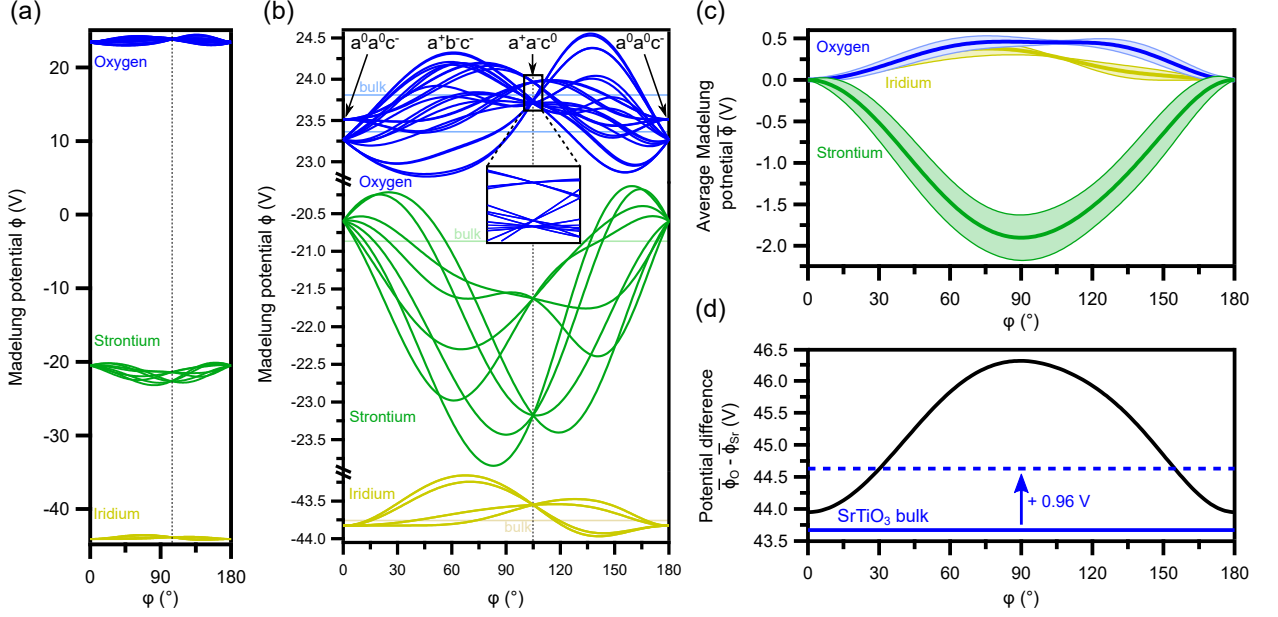 (a)
Madelung potential ϕ (V)
20
10
0
-10
-20
-30
-40
Oxygen
Strontium
Iridium
0 90 180
φ (°)
(b)
Madelung potential ϕ (V)
24.5
24.0
23.5
23.0
-20.5
-21.0
-21.5
-22.0
-22.5
-23.0
-23.5
-43.5
-44.0
a⁰a⁰c⁻ a⁺b⁻c⁻ a⁺a⁻c⁰ a⁰a⁰c⁻
bulk
Oxygen
bulk
Strontium
Iridium
bulk
0 30 60 90 120 150 180
φ (°)
(c)
Average Madelung
potnetial ϕ̅ (V)
0.5
0.0
-0.5
-1.0
-1.5
-2.0
Oxygen
Iridium
Strontium
0 30 60 90 120 150 180
φ (°)
(d)
Potential difference
ϕ̅O - ϕ̅Sr (V)
46.5
46.0
45.5
45.0
44.5
44.0
43.5
+ 0.96 V
SrTiO₃ bulk
0 30 60 90 120 150 180
φ (°)